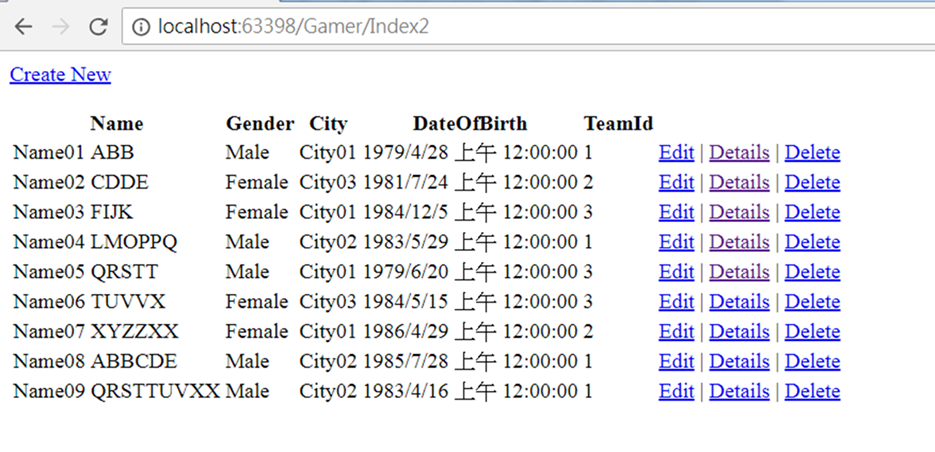 localhost:63398/Gamer/Index2
Create New
Name Gender City DateOfBirth TeamId
Name01 ABB Male City01 1979/4/28 上午 12:00:00 1 Edit | Details | Delete
Name02 CDDE Female City03 1981/7/24 上午 12:00:00 2 Edit | Details | Delete
Name03 FIJK Female City01 1984/12/5 上午 12:00:00 3 Edit | Details | Delete
Name04 LMOPPQ Male City02 1983/5/29 上午 12:00:00 1 Edit | Details | Delete
Name05 QRSTT Male City01 1979/6/20 上午 12:00:00 3 Edit | Details | Delete
Name06 TUVVX Female City03 1984/5/15 上午 12:00:00 3 Edit | Details | Delete
Name07 XYZZXX Female City01 1986/4/29 上午 12:00:00 2 Edit | Details | Delete
Name08 ABBCDE Male City02 1985/7/28 上午 12:00:00 1 Edit | Details | Delete
Name09 QRSTTUVXX Male City02 1983/4/16 上午 12:00:00 1 Edit | Details | Delete